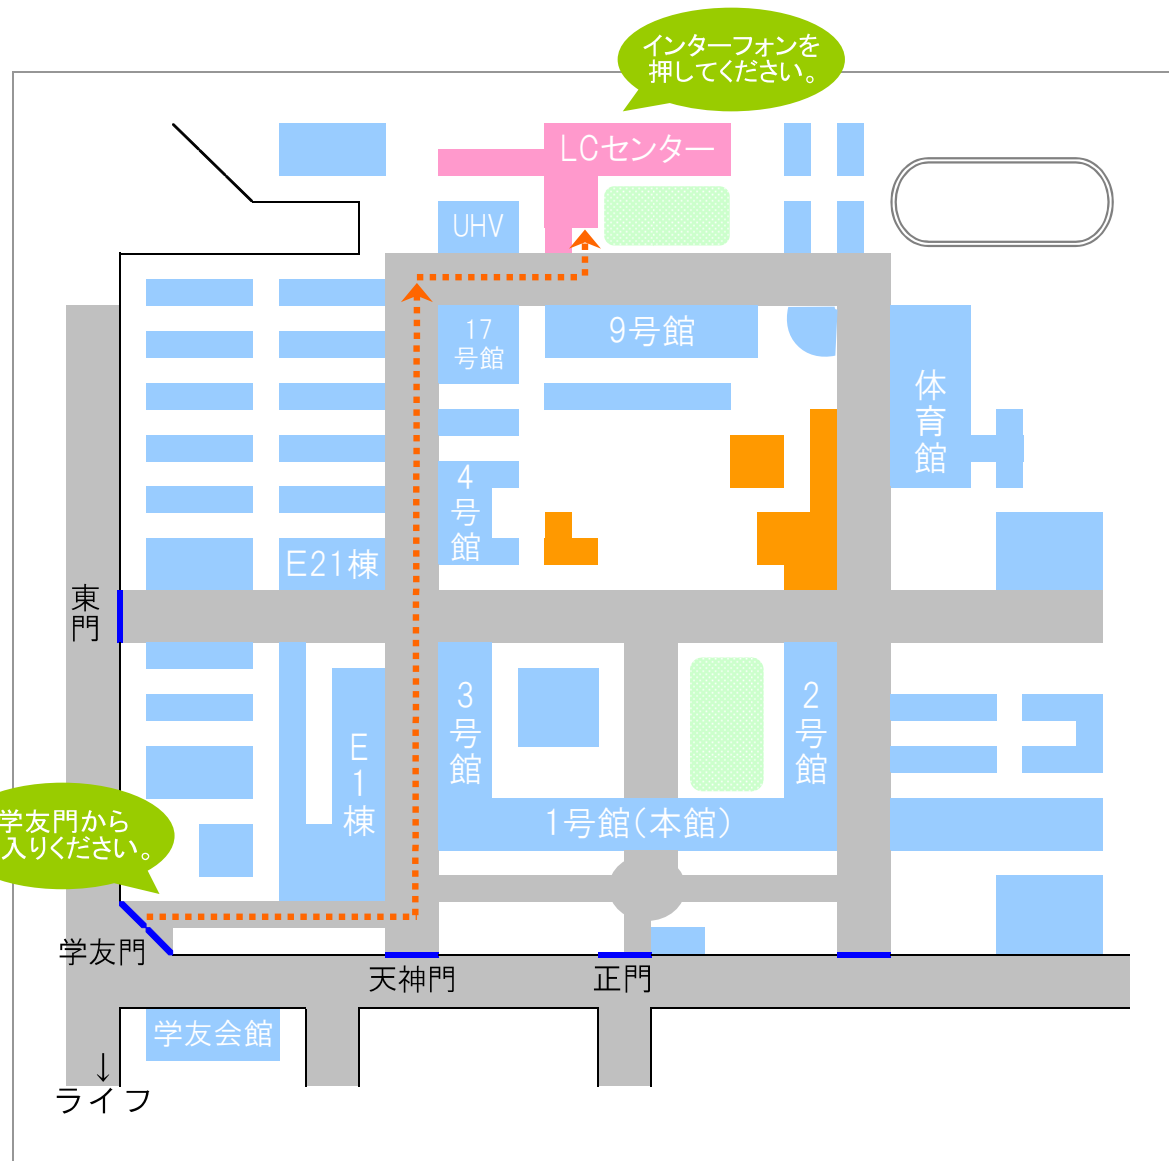 インターフォンを
押してください。
LCセンター
UHV
17
号館
9号館
体育館
4号館
E21棟
東門
3号館
2号館
E1棟
1号館(本館)
学友門から
入りください。
学友門
天神門
正門
学友会館
↓
ライフ